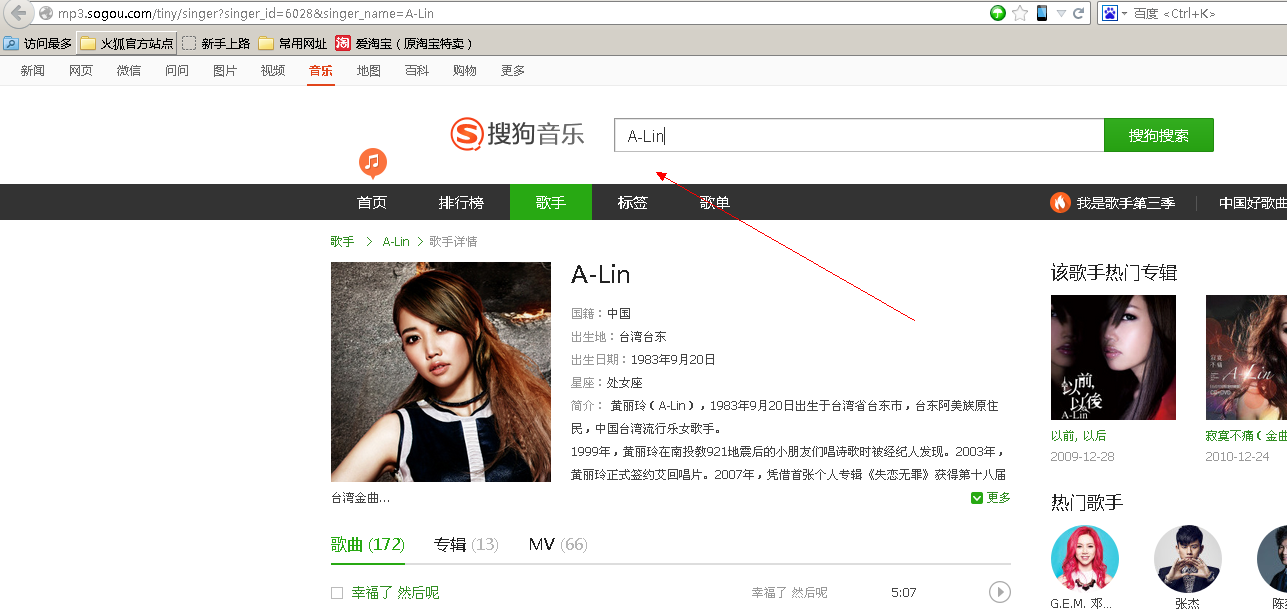 mp3.sogou.com/tiny/singer?singer_id=6028&singer_name=A-Lin
百度 <Ctrl+K>
访问最多 火狐官方站点 新手上路 常用网址 淘 爱淘宝（原淘宝特卖）
新闻 网页 微信 问问 图片 视频 音乐 地图 百科 购物 更多
搜狗音乐 A-Lin 搜狗搜索
首页 排行榜 歌手 标签 歌单 我是歌手第三季 中国好歌曲
歌手 > A-Lin > 歌手详情
A-Lin
国籍：中国
出生地：台湾台东
出生日期：1983年9月20日
星座：处女座
简介： 黄丽玲（A-Lin），1983年9月20日出生于台湾省台东市，台东阿美族原住
民，中国台湾流行乐女歌手。
1999年，黄丽玲在南投教921地震后的小朋友们唱诗歌时被经纪人发现。2003年，
黄丽玲正式签约艾回唱片。2007年，凭借首张个人专辑《失恋无罪》获得第十八届
台湾金曲...
更多
歌曲 (172) 专辑 (13) MV (66)
幸福了 然后呢 幸福了 然后呢 5:07
该歌手热门专辑
以前,
以後
A-Lin
寂寞
不痛
A-Lin
以前, 以后 寂寞不痛（金曲
2009-12-28 2010-12-24
热门歌手
G.E.M. 邓... 张杰